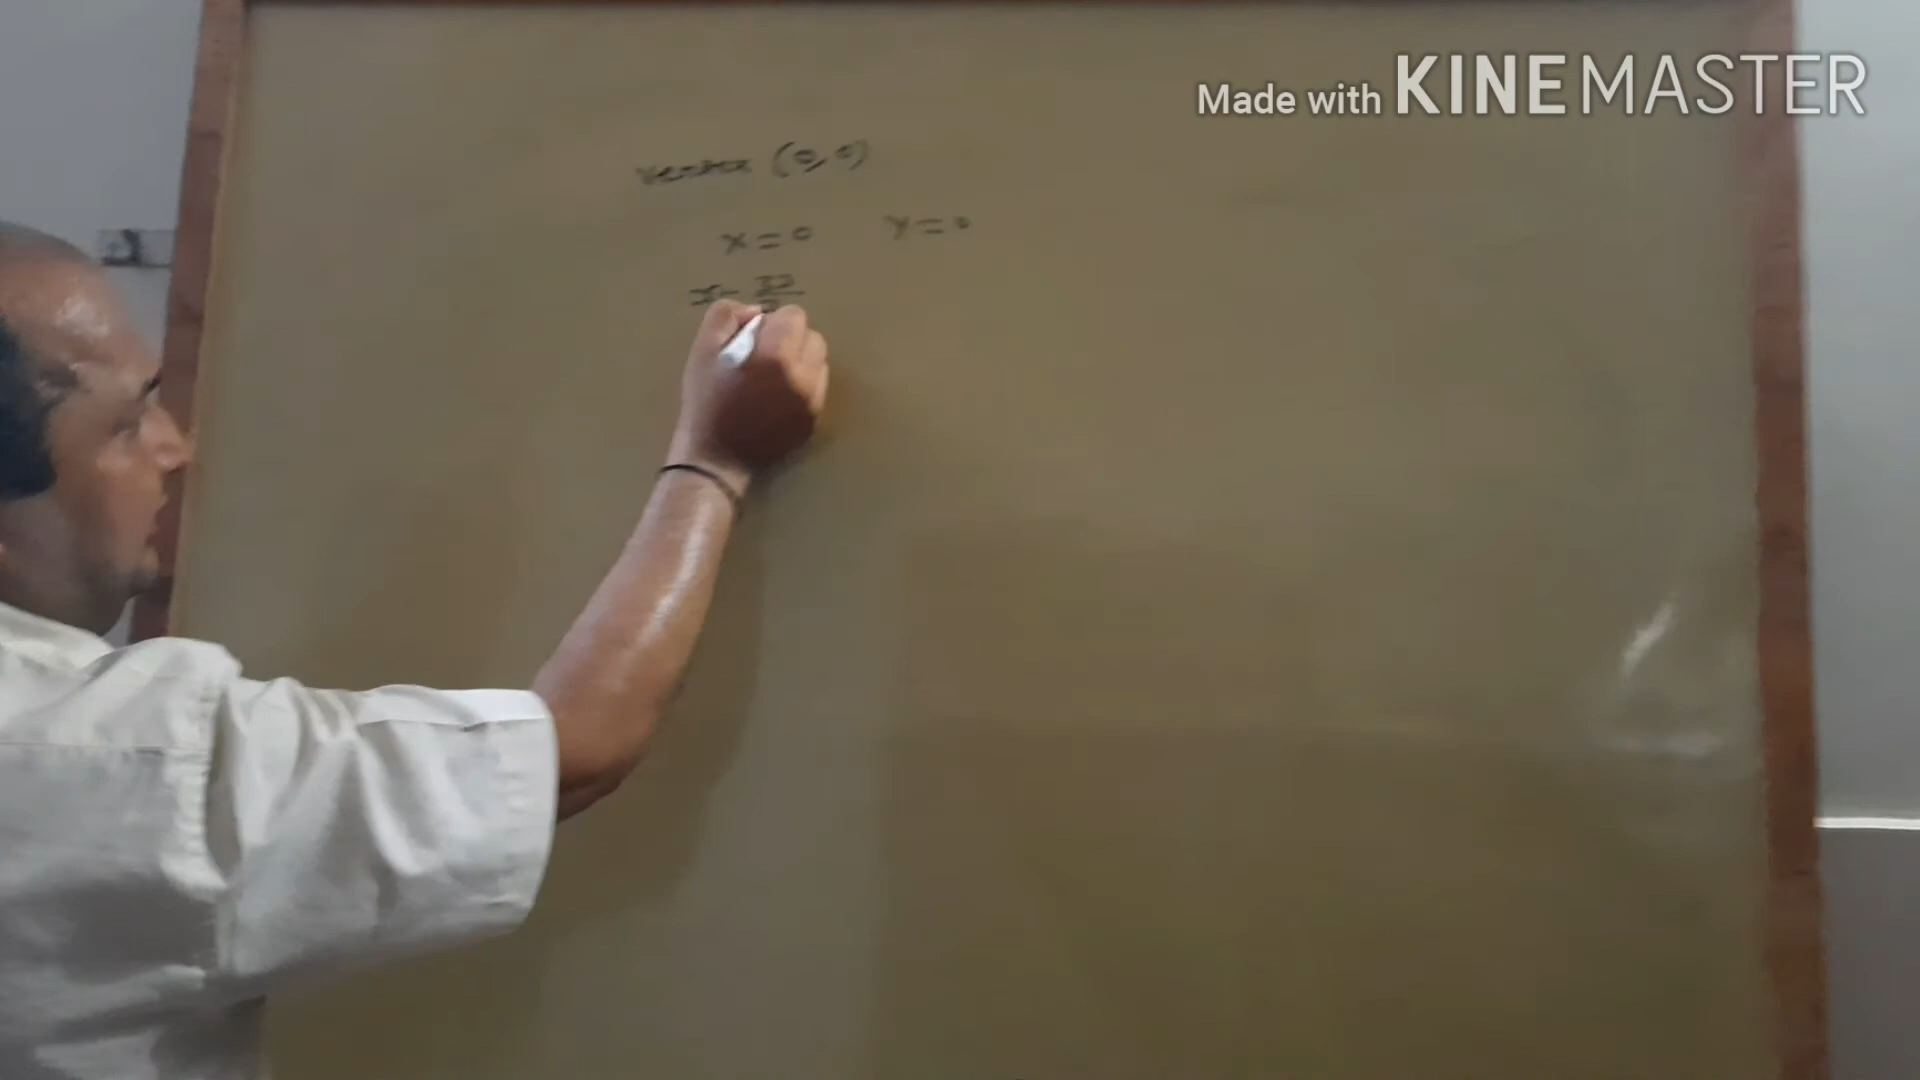 Made with KINEMASTER
vertex (0, 0)
X = 0 Y = 0